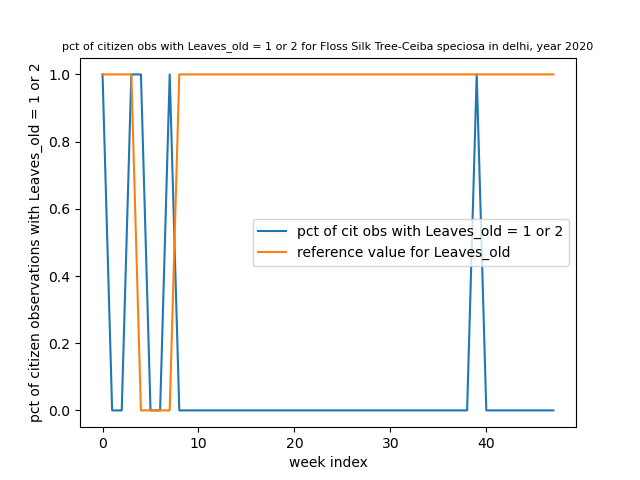 pct of citizen obs with Leaves_old = 1 or 2 for Floss Silk Tree-Ceiba speciosa in delhi, year 2020
pct of citizen observations with Leaves_old = 1 or 2
1.0
0.8
0.6
0.4
0.2
0.0
pct of cit obs with Leaves_old = 1 or 2
reference value for Leaves_old
0 10 20 30 40
week index